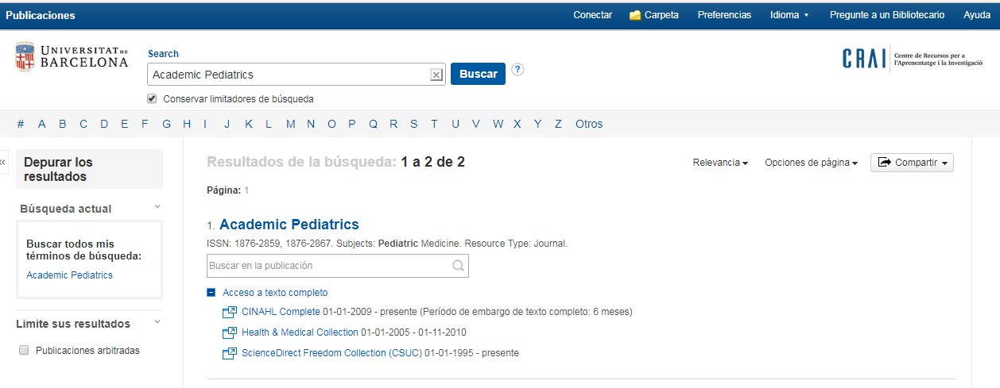 Publicaciones
Conectar Carpeta Preferencias Idioma Pregunte a un Bibliotecario Ayuda
UNIVERSITAT DE
BARCELONA
Search
Academic Pediatrics
Buscar
?
Conservar limitadores de búsqueda
CRAI
Centre de Recursos per a
l'Aprenentatge i la Investigació
# A B C D E F G H I J K L M N O P Q R S T U V W X Y Z Otros
«
Depurar los
resultados
Búsqueda actual
Buscar todos mis
términos de búsqueda:
Academic Pediatrics
Limite sus resultados
Publicaciones arbitradas
Resultados de la búsqueda: 1 a 2 de 2
Relevancia Opciones de página Compartir
Página: 1
1. Academic Pediatrics
ISSN: 1876-2859, 1876-2867. Subjects: Pediatric Medicine. Resource Type: Journal.
Buscar en la publicación
Acceso a texto completo
CINAHL Complete 01-01-2009 - presente (Período de embargo de texto completo: 6 meses)
Health & Medical Collection 01-01-2005 - 01-11-2010
ScienceDirect Freedom Collection (CSUC) 01-01-1995 - presente